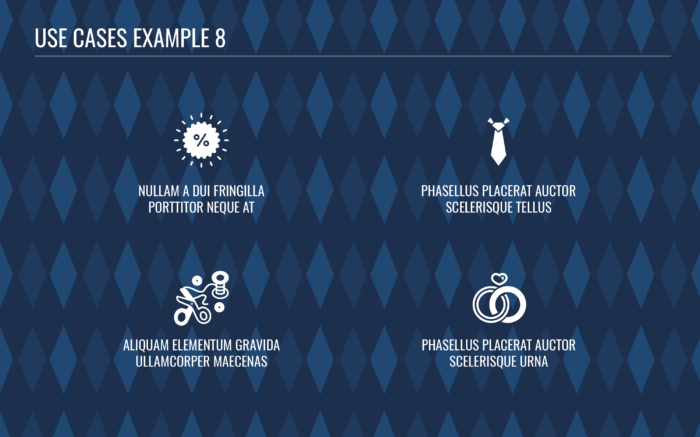 USE CASES EXAMPLE 8
%
NULLAM A DUI FRINGILLA
PORTTITOR NEQUE AT
PHASELLUS PLACERAT AUCTOR
SCELERISQUE TELLUS
ALIQUAM ELEMENTUM GRAVIDA
ULLAMCORPER MAECENAS
PHASELLUS PLACERAT AUCTOR
SCELERISQUE URNA